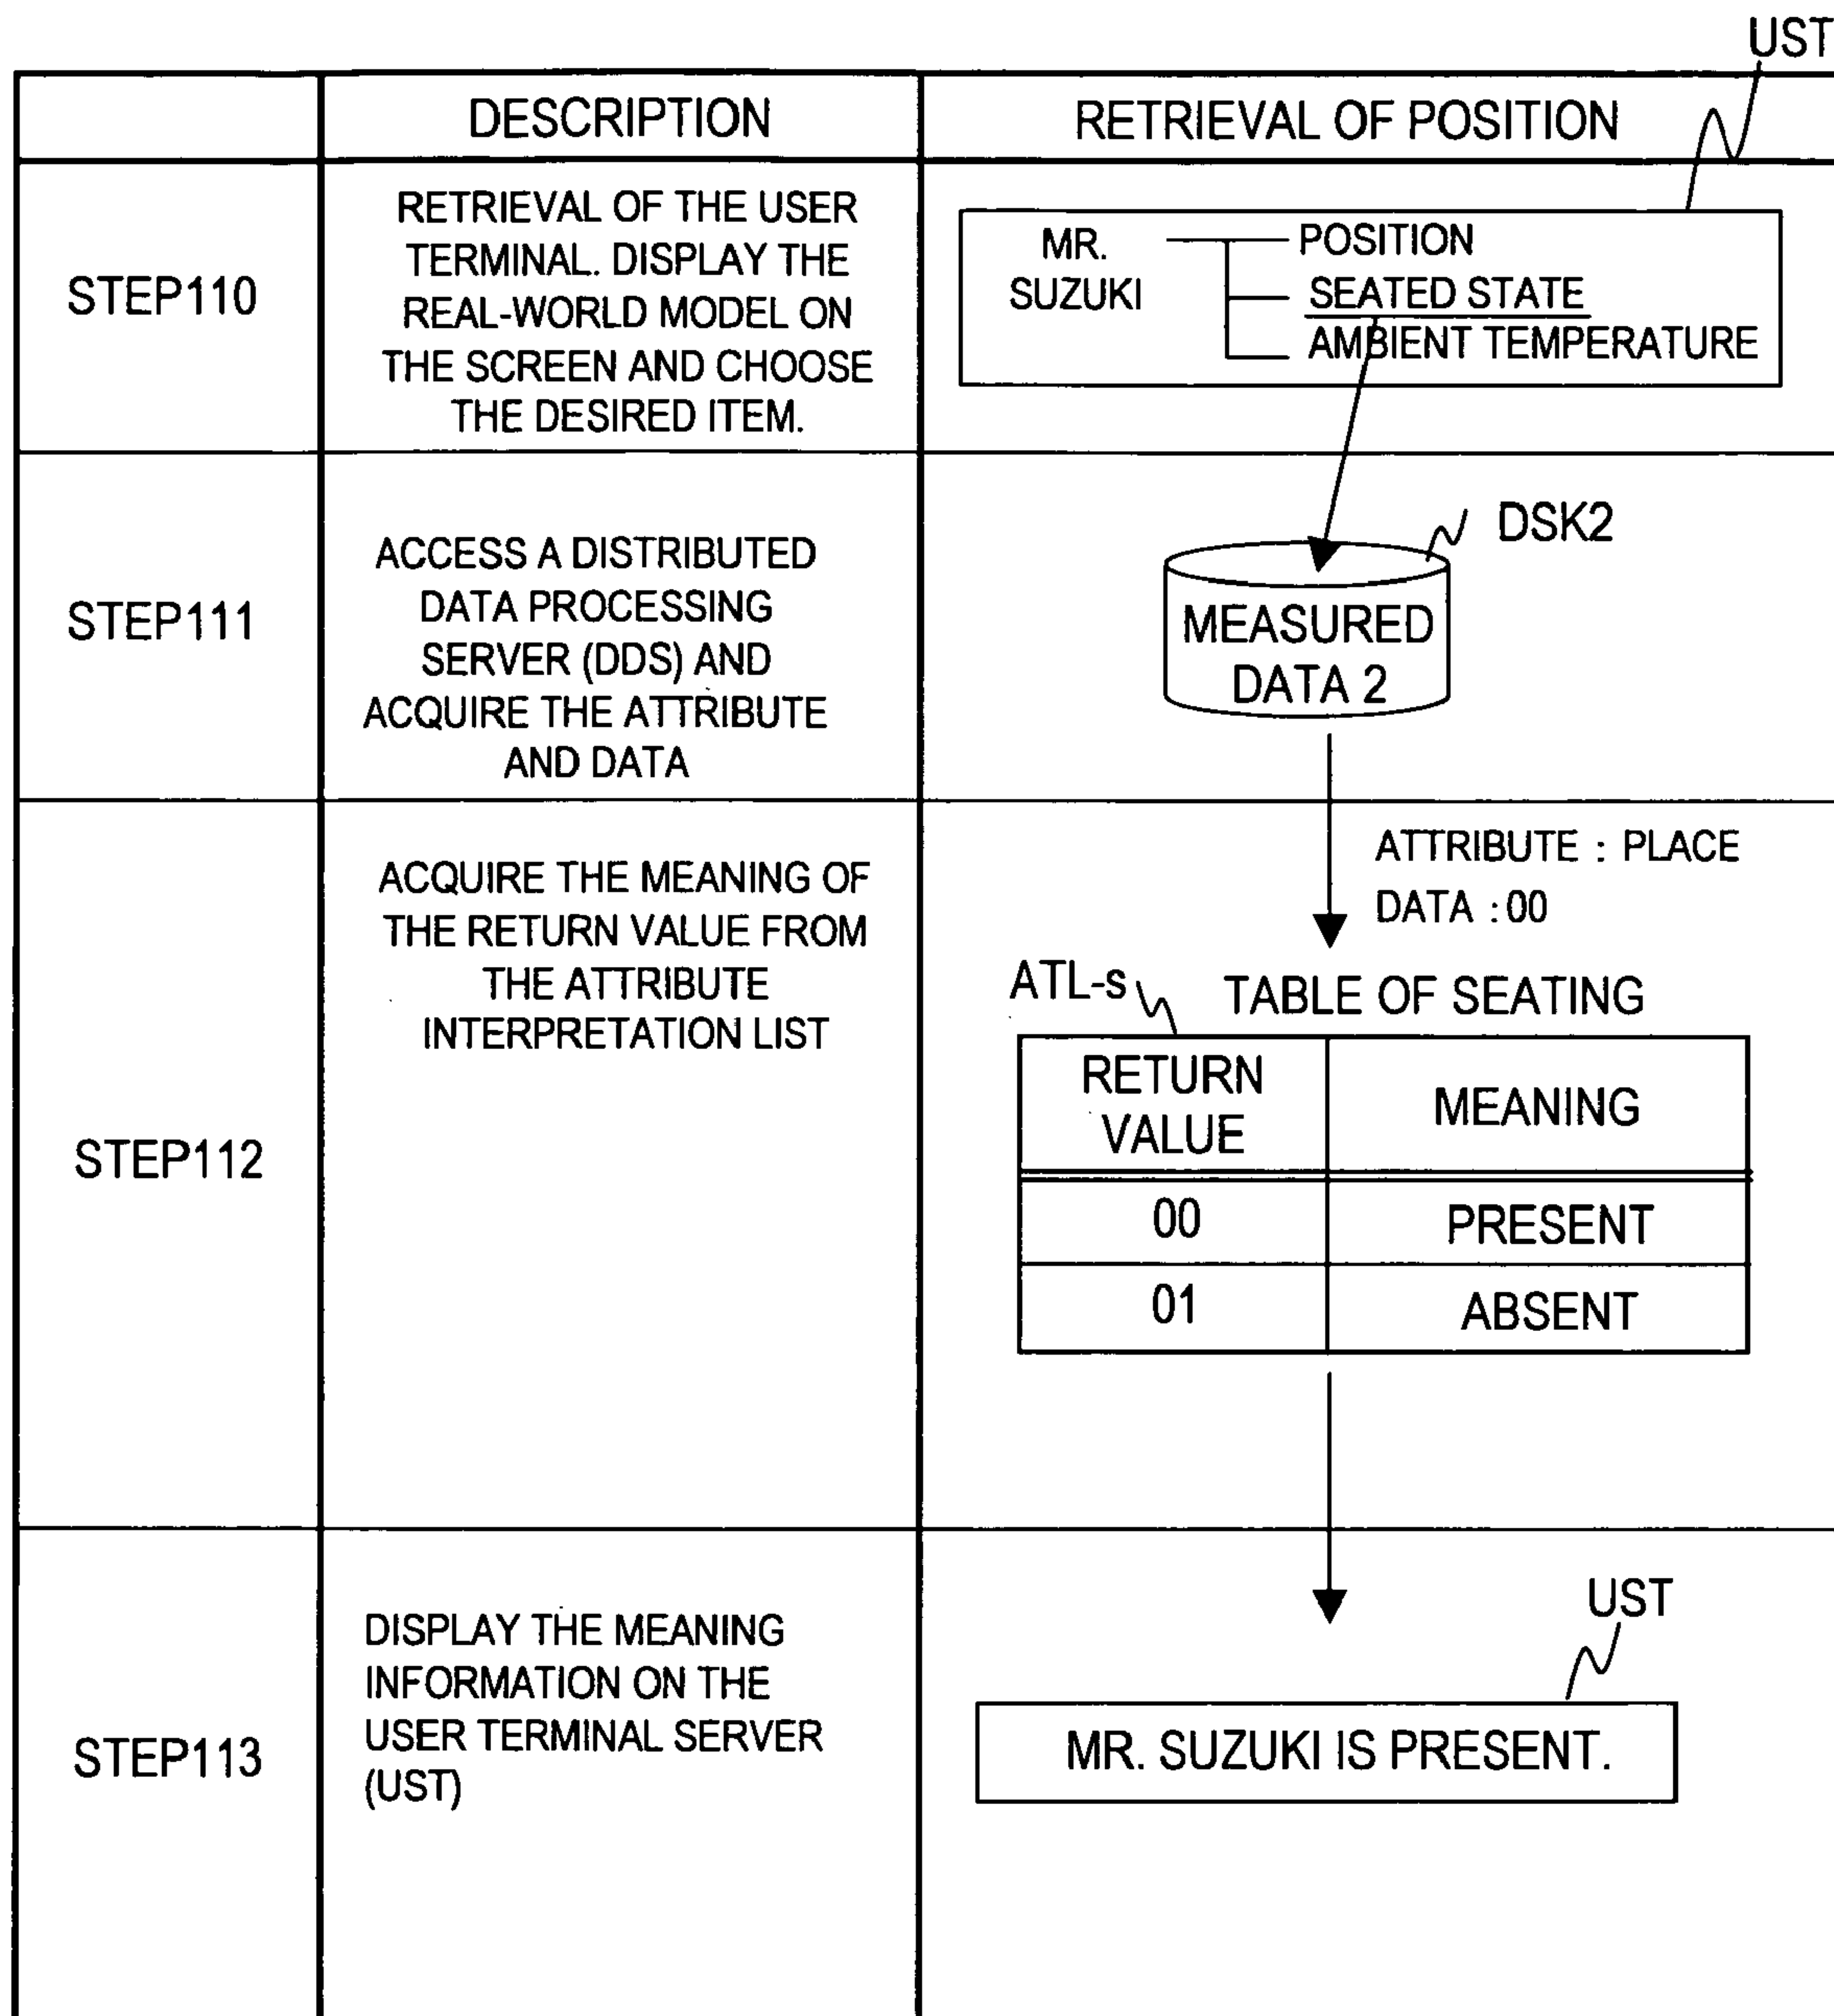 UST
DESCRIPTION
RETRIEVAL OF POSITION
STEP110
RETRIEVAL OF THE USER
TERMINAL. DISPLAY THE
REAL-WORLD MODEL ON
THE SCREEN AND CHOOSE
THE DESIRED ITEM.
MR.
SUZUKI
POSITION
SEATED STATE
AMBIENT TEMPERATURE
STEP111
ACCESS A DISTRIBUTED
DATA PROCESSING
SERVER (DDS) AND
ACQUIRE THE ATTRIBUTE
AND DATA
DSK2
MEASURED
DATA 2
STEP112
ACQUIRE THE MEANING OF
THE RETURN VALUE FROM
THE ATTRIBUTE
INTERPRETATION LIST
ATTRIBUTE : PLACE
DATA : 00
ATL-s
TABLE OF SEATING
RETURN
VALUE
MEANING
00
PRESENT
01
ABSENT
STEP113
DISPLAY THE MEANING
INFORMATION ON THE
USER TERMINAL SERVER
(UST)
UST
MR. SUZUKI IS PRESENT.